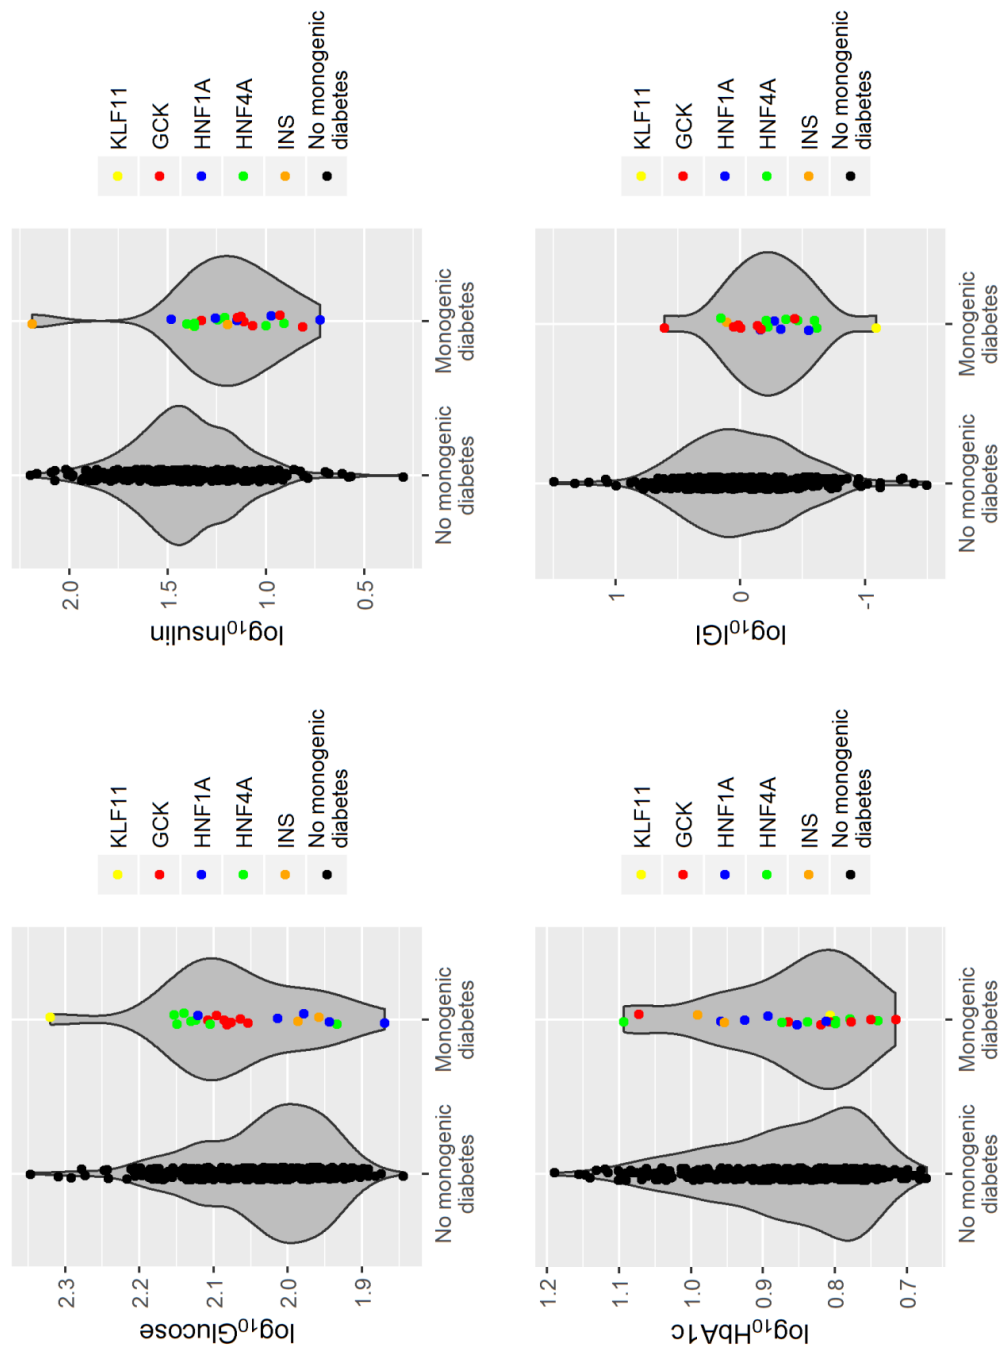 log10Glucose
2.3
2.2
2.1
2.0
1.9
No monogenic
diabetes
Monogenic
diabetes
KLF11
GCK
HNF1A
HNF4A
INS
No monogenic
diabetes
log10Insulin
2.0
1.5
1.0
0.5
No monogenic
diabetes
Monogenic
diabetes
KLF11
GCK
HNF1A
HNF4A
INS
No monogenic
diabetes
log10HbA1c
1.2
1.1
1.0
0.9
0.8
0.7
No monogenic
diabetes
Monogenic
diabetes
KLF11
GCK
HNF1A
HNF4A
INS
No monogenic
diabetes
log10IGI
1
0
-1
No monogenic
diabetes
Monogenic
diabetes
KLF11
GCK
HNF1A
HNF4A
INS
No monogenic
diabetes